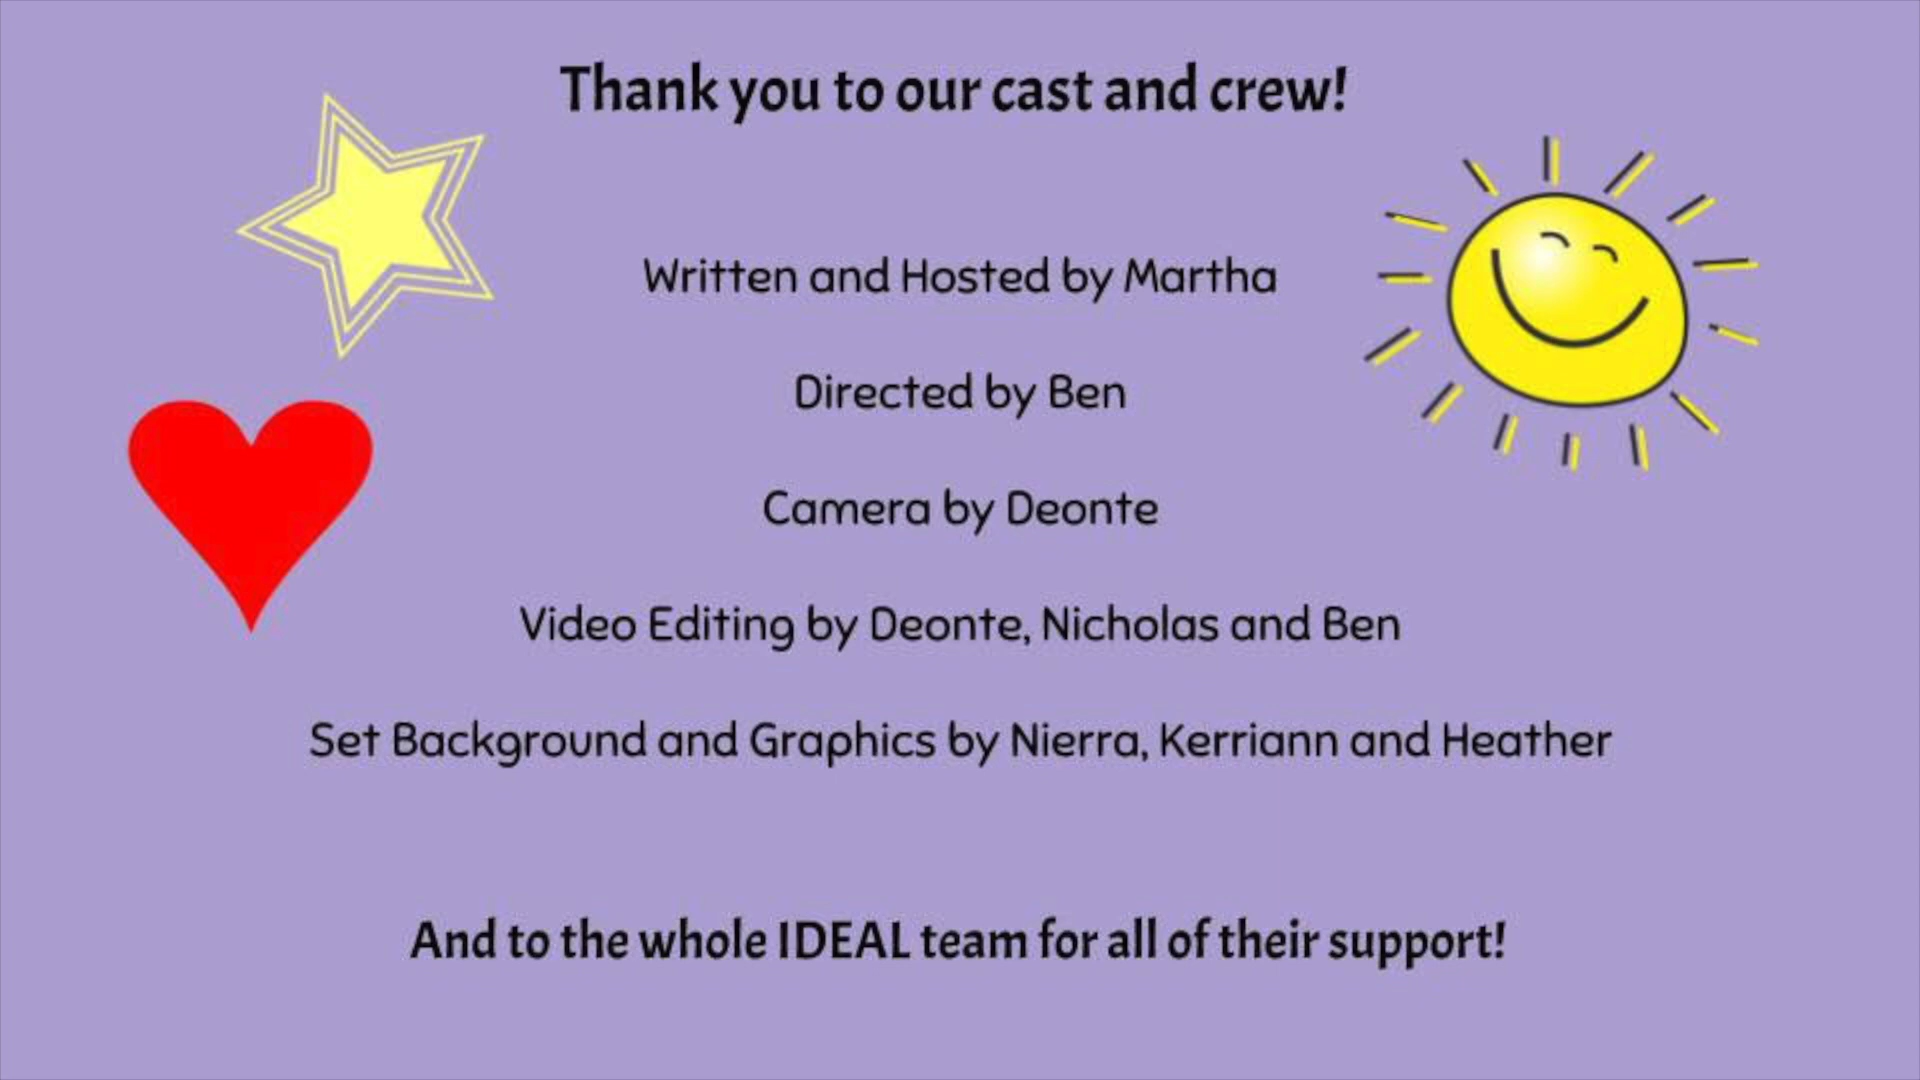 Thank you to our cast and crew!
Written and Hosted by Martha
Directed by Ben
Camera by Deonte
Video Editing by Deonte, Nicholas and Ben
Set Background and Graphics by Nierra, Kerriann and Heather
And to the whole IDEAL team for all of their support!